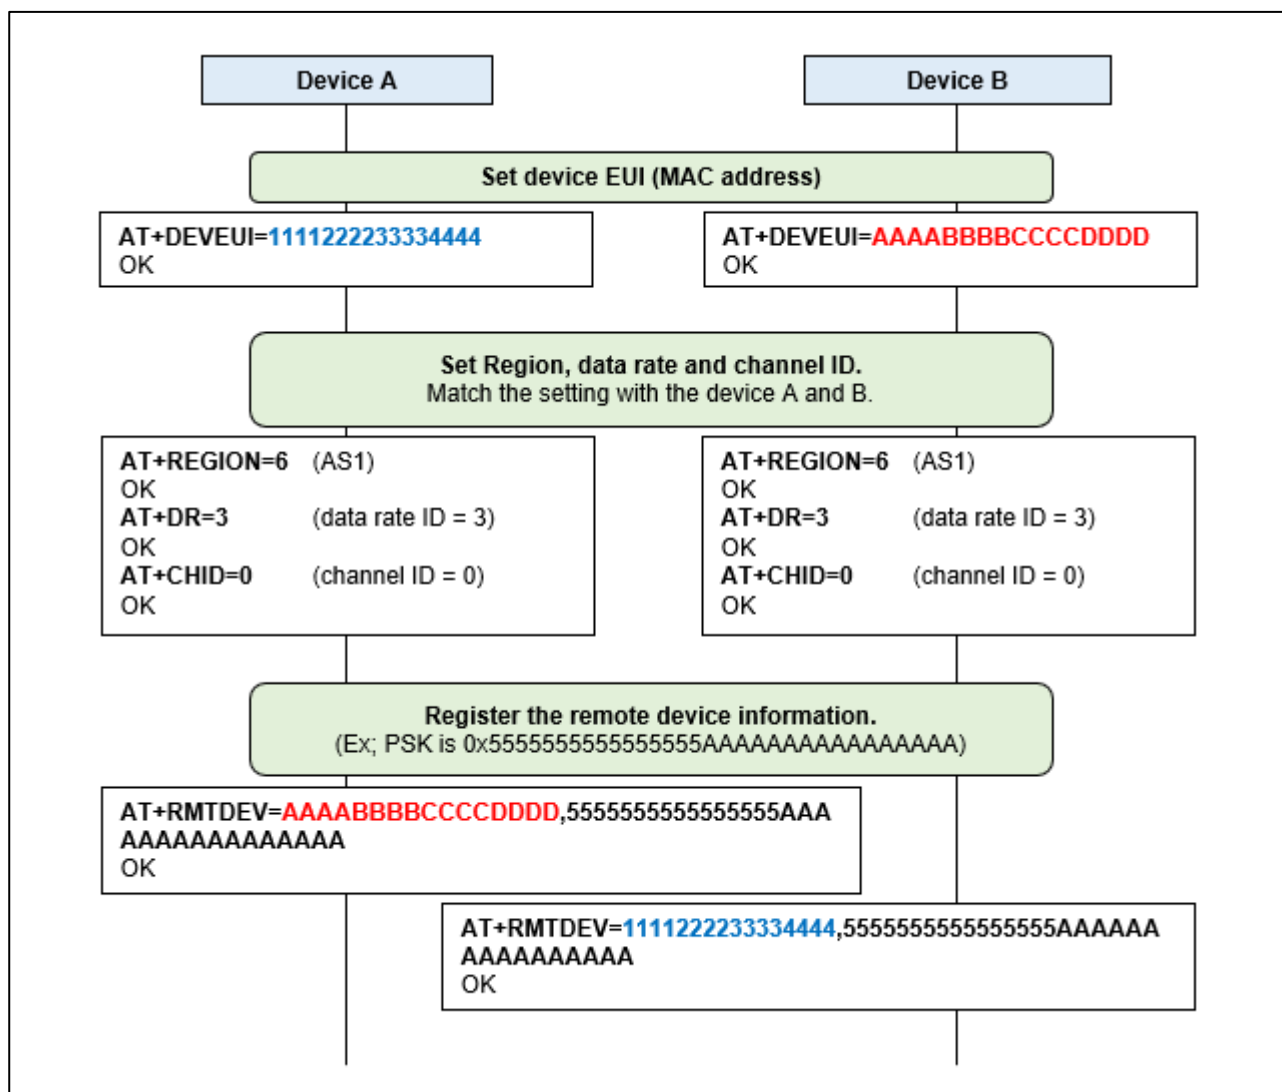 Device A
Device B
Set device EUI (MAC address)
AT+DEVEUI=1111222233334444
OK
AT+DEVEUI=AAAABBBBCCCCDDDD
OK
Set Region, data rate and channel ID.
Match the setting with the device A and B.
AT+REGION=6 (AS1)
OK
AT+DR=3 (data rate ID = 3)
OK
AT+CHID=0 (channel ID = 0)
OK
AT+REGION=6 (AS1)
OK
AT+DR=3 (data rate ID = 3)
OK
AT+CHID=0 (channel ID = 0)
OK
Register the remote device information.
(Ex; PSK is 0x5555555555555555AAAAAAAAAAAAAAAA)
AT+RMTDEV=AAAABBBBCCCCDDDD,5555555555555555AAA
AAAAAAAAAAAAA
OK
AT+RMTDEV=1111222233334444,5555555555555555AAAAAA
AAAAAAAAAA
OK